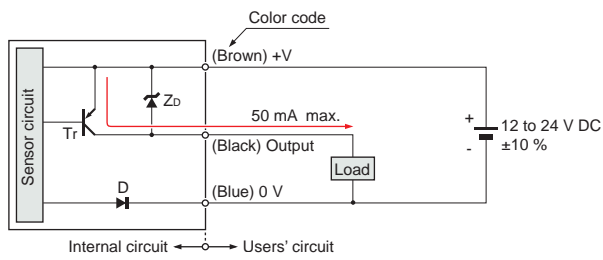 Color code
(Brown) +V
Sensor circuit
Tr
ZD
50 mA max.
(Black) Output
Load
+
-
12 to 24 V DC
±10 %
D
(Blue) 0 V
Internal circuit
Users' circuit